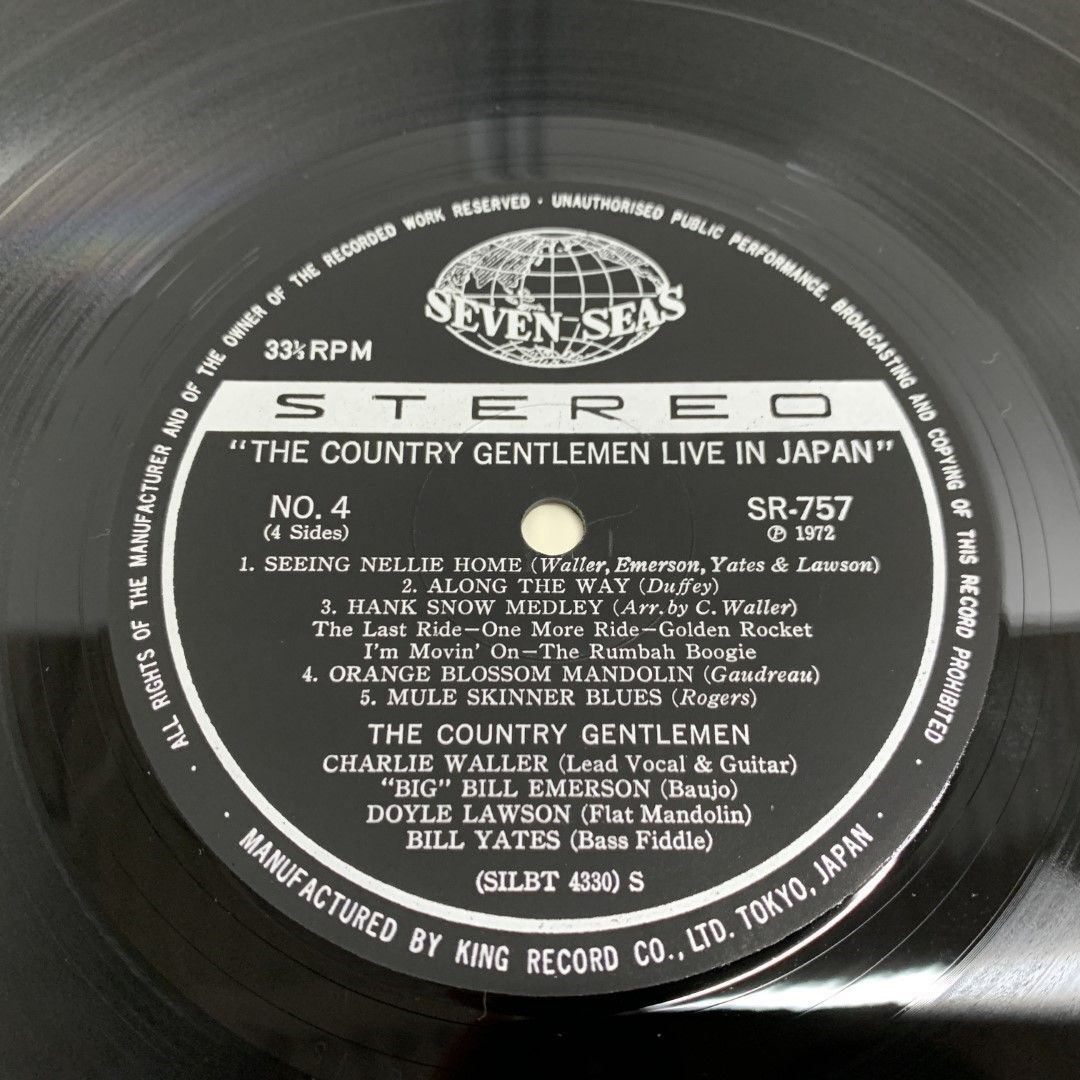 ALL RIGHTS OF THE MANUFACTURER AND OF THE OWNER OF THE RECORDED WORK RESERVED · UNAUTHORISED PUBLIC PERFORMANCE, BROADCASTING AND COPYING OF THIS RECORD PROHIBITED
SEVEN SEAS
33⅓ RPM
STEREO
"THE COUNTRY GENTLEMEN LIVE IN JAPAN"
NO. 4 SR-757
(4 Sides) Ⓟ 1972
1. SEEING NELLIE HOME (Waller, Emerson, Yates & Lawson)
2. ALONG THE WAY (Duffey)
3. HANK SNOW MEDLEY (Arr. by C. Waller)
The Last Ride—One More Ride—Golden Rocket
I'm Movin' On—The Rumbah Boogie
4. ORANGE BLOSSOM MANDOLIN (Gaudreau)
5. MULE SKINNER BLUES (Rogers)
THE COUNTRY GENTLEMEN
CHARLIE WALLER (Lead Vocal & Guitar)
"BIG" BILL EMERSON (Baujo)
DOYLE LAWSON (Flat Mandolin)
BILL YATES (Bass Fiddle)
(SILBT 4330) S
· MANUFACTURED BY KING RECORD CO., LTD. TOKYO, JAPAN ·